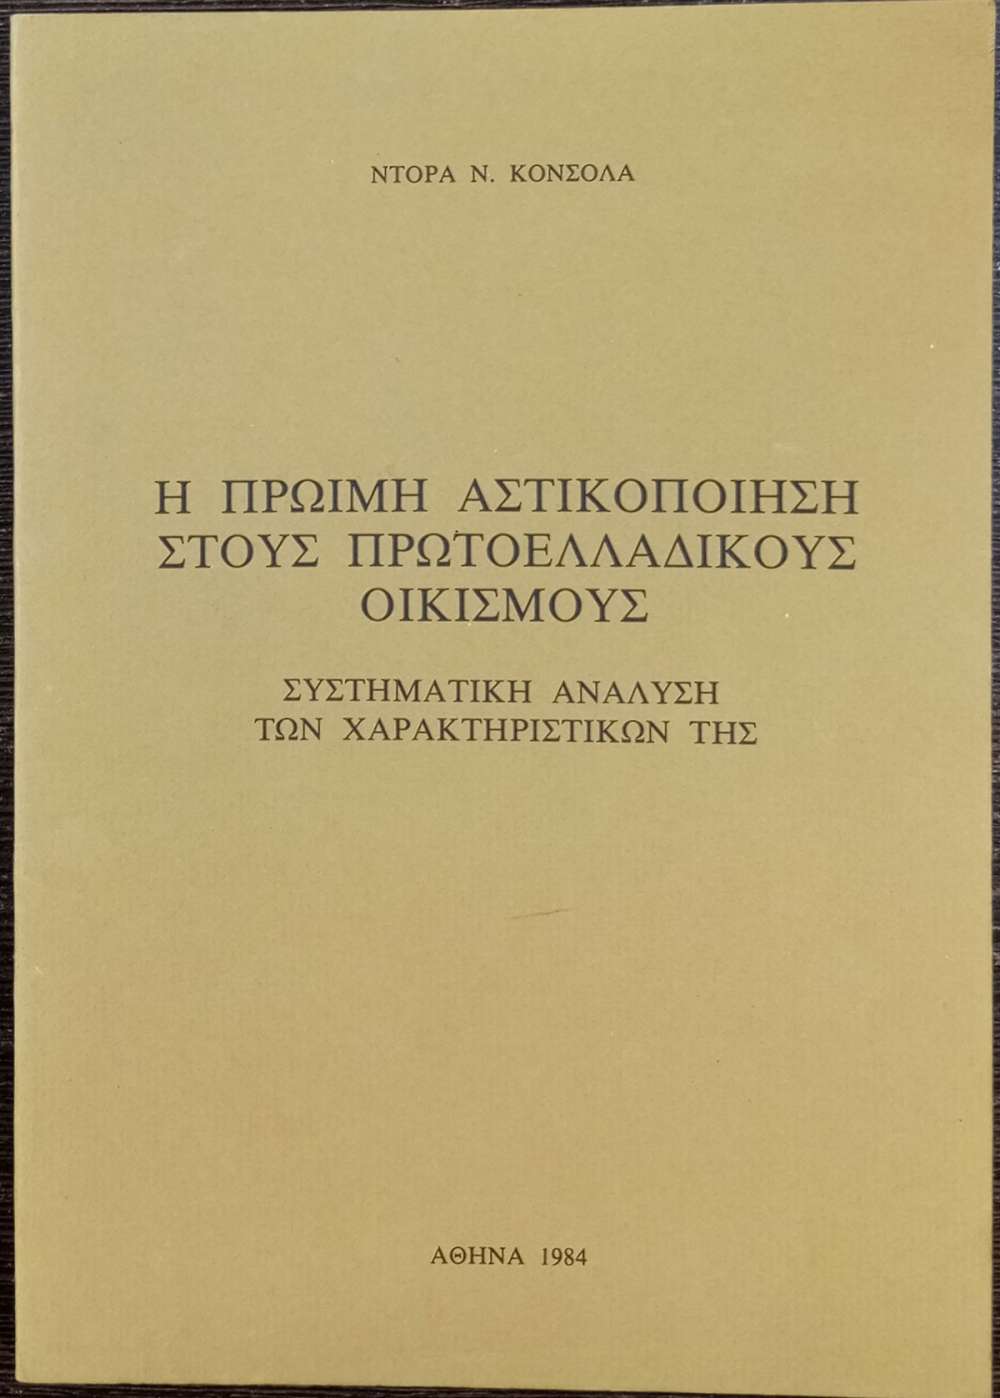 ΝΤΟΡΑ Ν. ΚΟΝΣΟΛΑ
Η ΠΡΩΙΜΗ ΑΣΤΙΚΟΠΟΙΗΣΗ
ΣΤΟΥΣ ΠΡΩΤΟΕΛΛΑΔΙΚΟΥΣ
ΟΙΚΙΣΜΟΥΣ
ΣΥΣΤΗΜΑΤΙΚΗ ΑΝΑΛΥΣΗ
ΤΩΝ ΧΑΡΑΚΤΗΡΙΣΤΙΚΩΝ ΤΗΣ
ΑΘΗΝΑ 1984